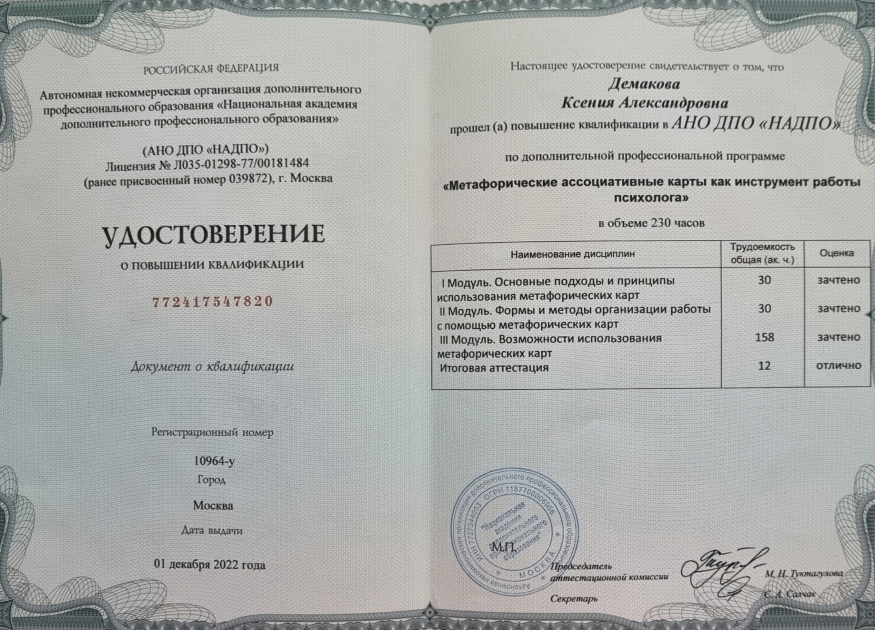 РОССИЙСКАЯ ФЕДЕРАЦИЯ
Автономная некоммерческая организация дополнительного
профессионального образования «Национальная академия
дополнительного профессионального образования»
(АНО ДПО «НАДПО»)
Лицензия № Л035-01298-77/00181484
(ранее присвоенный номер 039872), г. Москва
УДОСТОВЕРЕНИЕ
О ПОВЫШЕНИИ КВАЛИФИКАЦИИ
772417547820
Документ о квалификации
Регистрационный номер
10964-у
Город
Москва
Дата выдачи
01 декабря 2022 года
Настоящее удостоверение свидетельствует о том, что
Демакова
Ксения Александровна
прошел (а) повышение квалификации в АНО ДПО «НАДПО»
по дополнительной профессиональной программе
«Метафорические ассоциативные карты как инструмент работы
психолога»
в объеме 230 часов
Наименование дисциплин Трудоемкость общая (ак. ч.) Оценка
I Модуль. Основные подходы и принципы 30 зачтено
использования метафорических карт
II Модуль. Формы и методы организации работы 30 зачтено
с помощью метафорических карт
III Модуль. Возможности использования 158 зачтено
метафорических карт
Итоговая аттестация 12 отлично
"Национальная
академия
дополнительного
профессионального
образования"
МОСКВА
М.П.
Председатель
аттестационной комиссии М. Н. Туктагулова
Секретарь С. А. Салчак